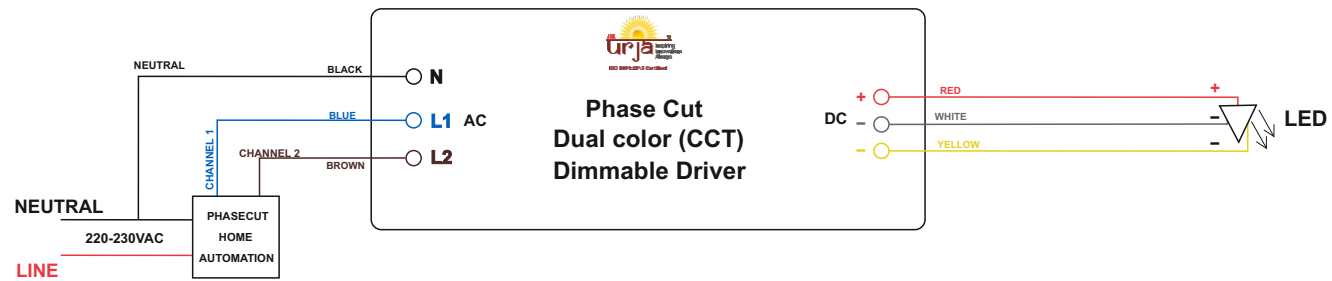 urja
NEUTRAL
BLACK
N
BLUE
L1 AC
CHANNEL 1
CHANNEL 2
BROWN
L2
Phase Cut
Dual color (CCT)
Dimmable Driver
DC
+
RED
+
-
WHITE
-
-
YELLOW
-
LED
NEUTRAL
220-230VAC
LINE
PHASECUT
HOME
AUTOMATION